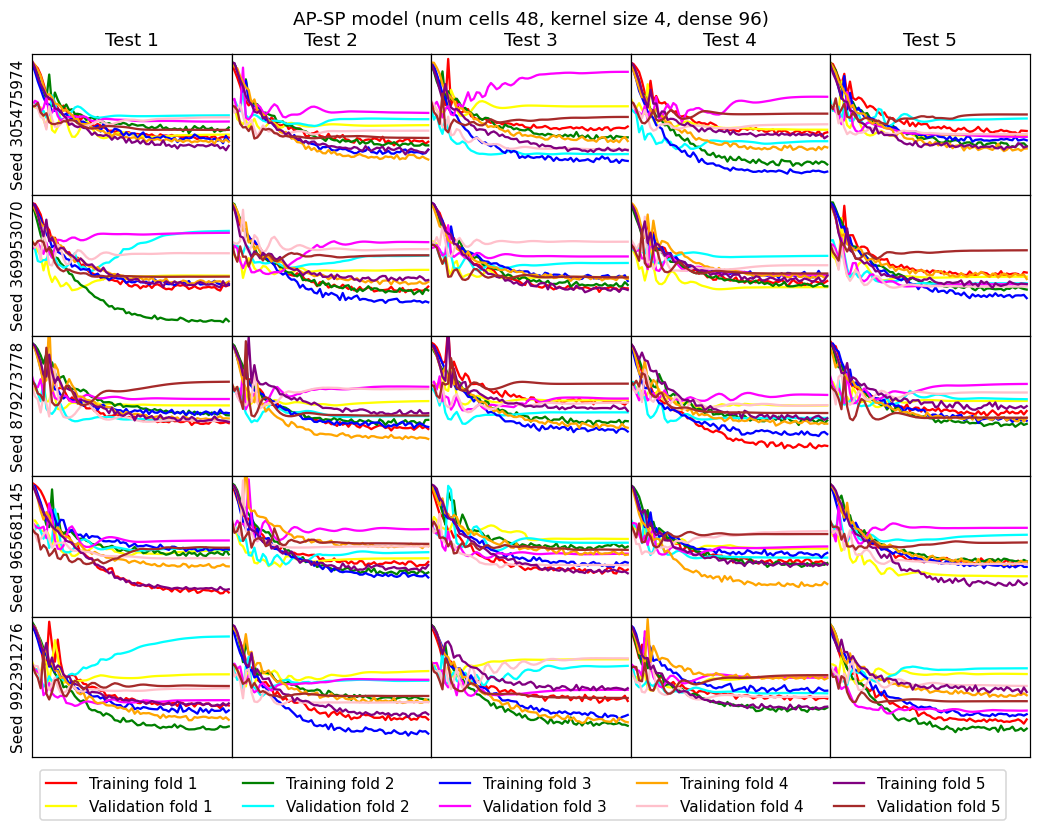 AP-SP model (num cells 48, kernel size 4, dense 96)
Test 1 Test 2 Test 3 Test 4 Test 5
Seed 305475974
Seed 369953070
Seed 879273778
Seed 965681145
Seed 992391276
Training fold 1 Training fold 2 Training fold 3 Training fold 4 Training fold 5
Validation fold 1 Validation fold 2 Validation fold 3 Validation fold 4 Validation fold 5